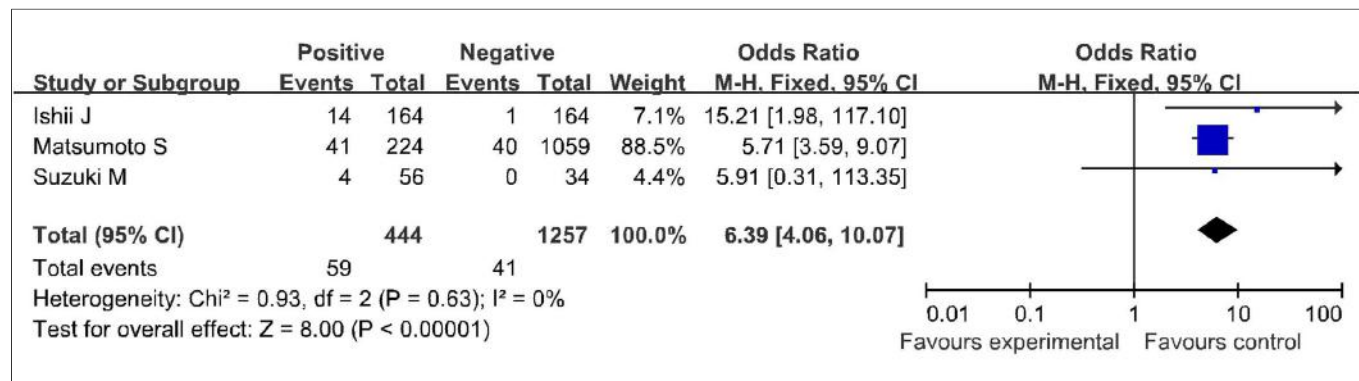 Positive Negative Odds Ratio Odds Ratio
Study or Subgroup Events Total Events Total Weight M-H, Fixed, 95% CI M-H, Fixed, 95% CI
Ishii J 14 164 1 164 7.1% 15.21 [1.98, 117.10]
Matsumoto S 41 224 40 1059 88.5% 5.71 [3.59, 9.07]
Suzuki M 4 56 0 34 4.4% 5.91 [0.31, 113.35]
Total (95% CI) 444 1257 100.0% 6.39 [4.06, 10.07]
Total events 59 41
Heterogeneity: Chi² = 0.93, df = 2 (P = 0.63); I² = 0%
Test for overall effect: Z = 8.00 (P < 0.00001)
0.01 0.1 1 10 100
Favours experimental Favours control